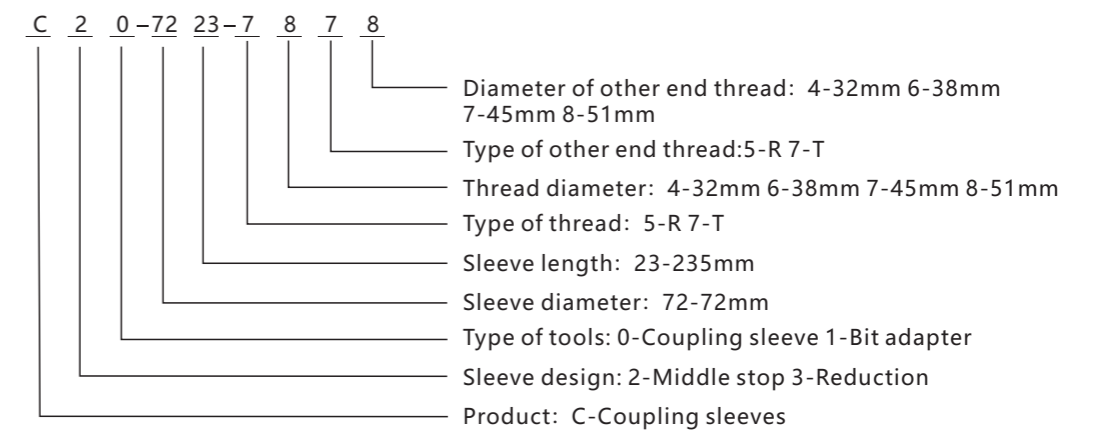 C 2 0-72 23-7 8 7 8
Diameter of other end thread: 4-32mm 6-38mm
7-45mm 8-51mm
Type of other end thread:5-R 7-T
Thread diameter: 4-32mm 6-38mm 7-45mm 8-51mm
Type of thread: 5-R 7-T
Sleeve length: 23-235mm
Sleeve diameter: 72-72mm
Type of tools: 0-Coupling sleeve 1-Bit adapter
Sleeve design: 2-Middle stop 3-Reduction
Product: C-Coupling sleeves